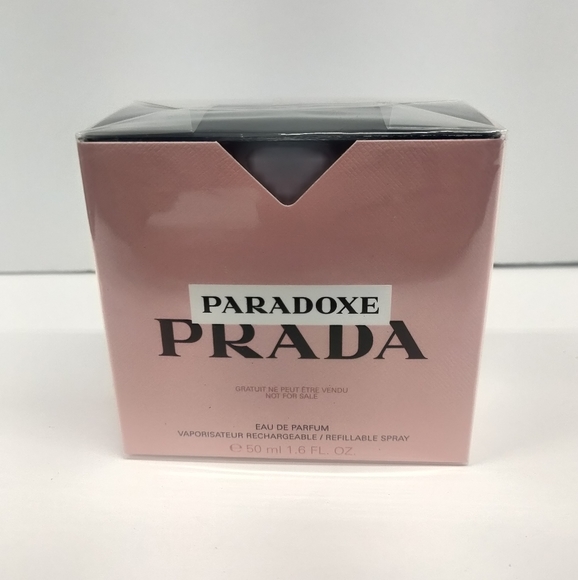 PARADOXE
PRADA
GRATUIT NE PEUT ÊTRE VENDU
NOT FOR SALE
EAU DE PARFUM
VAPORISATEUR RECHARGEABLE / REFILLABLE SPRAY
℮ 50 ml 1.6 FL. OZ.